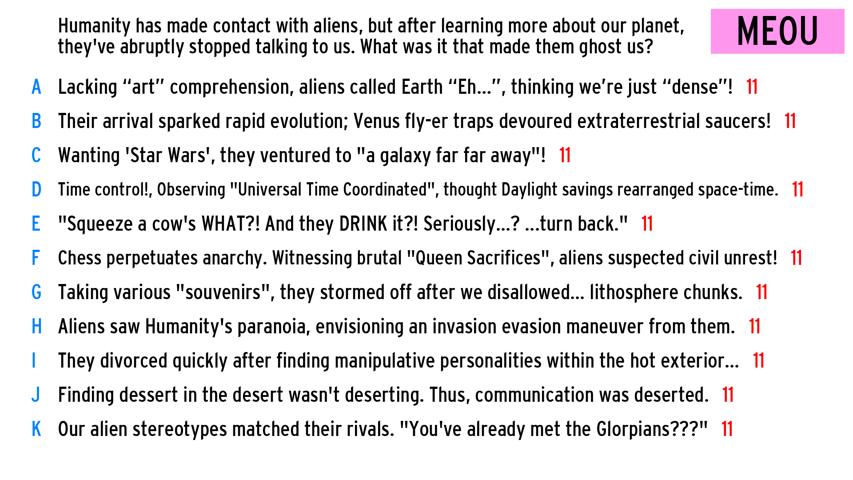 Humanity has made contact with aliens, but after learning more about our planet,
they've abruptly stopped talking to us. What was it that made them ghost us?
MEOU
A Lacking “art” comprehension, aliens called Earth “Eh...”, thinking we’re just “dense”! 11
B Their arrival sparked rapid evolution; Venus fly-er traps devoured extraterrestrial saucers! 11
C Wanting 'Star Wars', they ventured to "a galaxy far far away"! 11
D Time control!, Observing "Universal Time Coordinated", thought Daylight savings rearranged space-time. 11
E "Squeeze a cow's WHAT?! And they DRINK it?! Seriously...? ...turn back." 11
F Chess perpetuates anarchy. Witnessing brutal "Queen Sacrifices", aliens suspected civil unrest! 11
G Taking various "souvenirs", they stormed off after we disallowed... lithosphere chunks. 11
H Aliens saw Humanity's paranoia, envisioning an invasion evasion maneuver from them. 11
I They divorced quickly after finding manipulative personalities within the hot exterior... 11
J Finding dessert in the desert wasn't deserting. Thus, communication was deserted. 11
K Our alien stereotypes matched their rivals. "You've already met the Glorpians???" 11